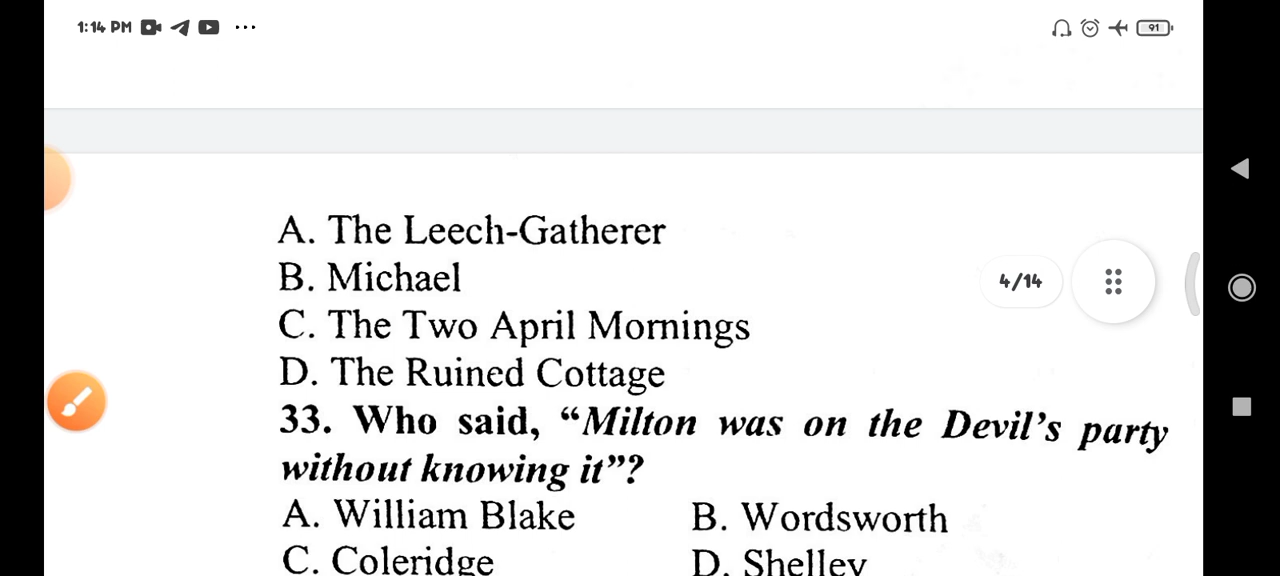 1:14 PM ...
91
A. The Leech-Gatherer
B. Michael
C. The Two April Mornings
4/14
D. The Ruined Cottage
33. Who said, “Milton was on the Devil’s party
without knowing it”?
A. William Blake B. Wordsworth
C. Coleridge D. Shelley